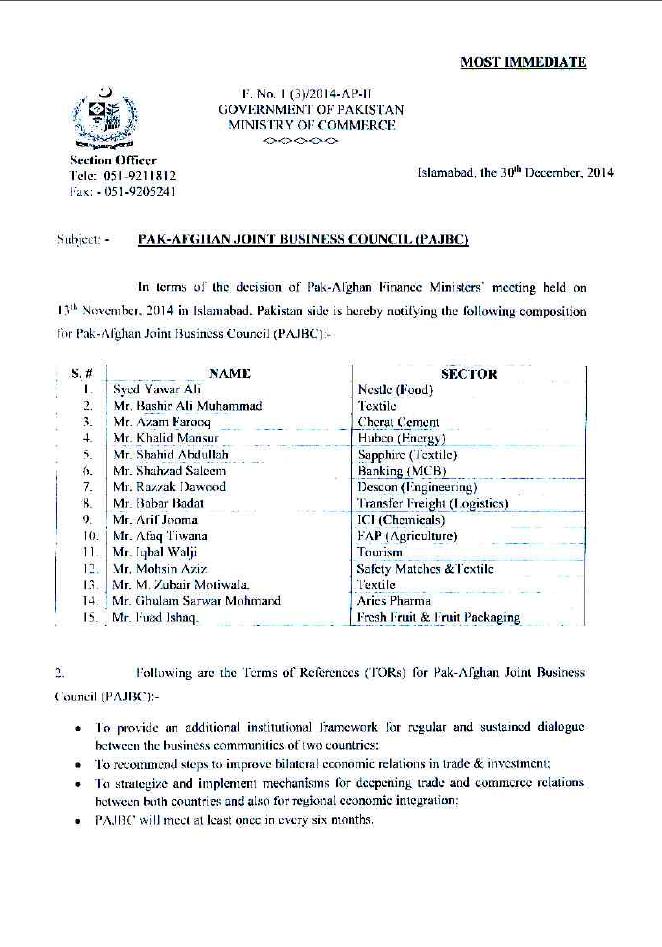 MOST IMMEDIATE
F. No. 1 (3)/2014-AP-II
GOVERNMENT OF PAKISTAN
MINISTRY OF COMMERCE
Section Officer
Tele: 051-9211812
Fax: - 051-9205241
Islamabad, the 30th December, 2014
Subject: - PAK-AFGHAN JOINT BUSINESS COUNCIL (PAJBC)
In terms of the decision of Pak-Afghan Finance Ministers' meeting held on
13th November, 2014 in Islamabad, Pakistan side is hereby notifying the following composition
for Pak-Afghan Joint Business Council (PAJBC):-
S. # NAME SECTOR
1. Syed Yawar Ali Nestle (Food)
2. Mr. Bashir Ali Muhammad Textile
3. Mr. Azam Farooq Cherat Cement
4. Mr. Khalid Mansur Hubco (Energy)
5. Mr. Shahid Abdullah Sapphire (Textile)
6. Mr. Shahzad Saleem Banking (MCB)
7. Mr. Razzak Dawood Descon (Engineering)
8. Mr. Babar Badat Transfer Freight (Logistics)
9. Mr. Arif Jooma ICI (Chemicals)
10. Mr. Afaq Tiwana FAP (Agriculture)
11. Mr. Iqbal Walji Tourism
12. Mr. Mohsin Aziz Safety Matches &Textile
13. Mr. M. Zubair Motiwala. Textile
14. Mr. Ghulam Sarwar Mohmand Aries Pharma
15. Mr. Fuad Ishaq. Fresh Fruit & Fruit Packaging
2. Following are the Terms of References (TORs) for Pak-Afghan Joint Business
Council (PAJBC):-
• To provide an additional institutional framework for regular and sustained dialogue
between the business communities of two countries;
• To recommend steps to improve bilateral economic relations in trade & investment;
• To strategize and implement mechanisms for deepening trade and commerce relations
between both countries and also for regional economic integration;
• PAJBC will meet at least once in every six months.